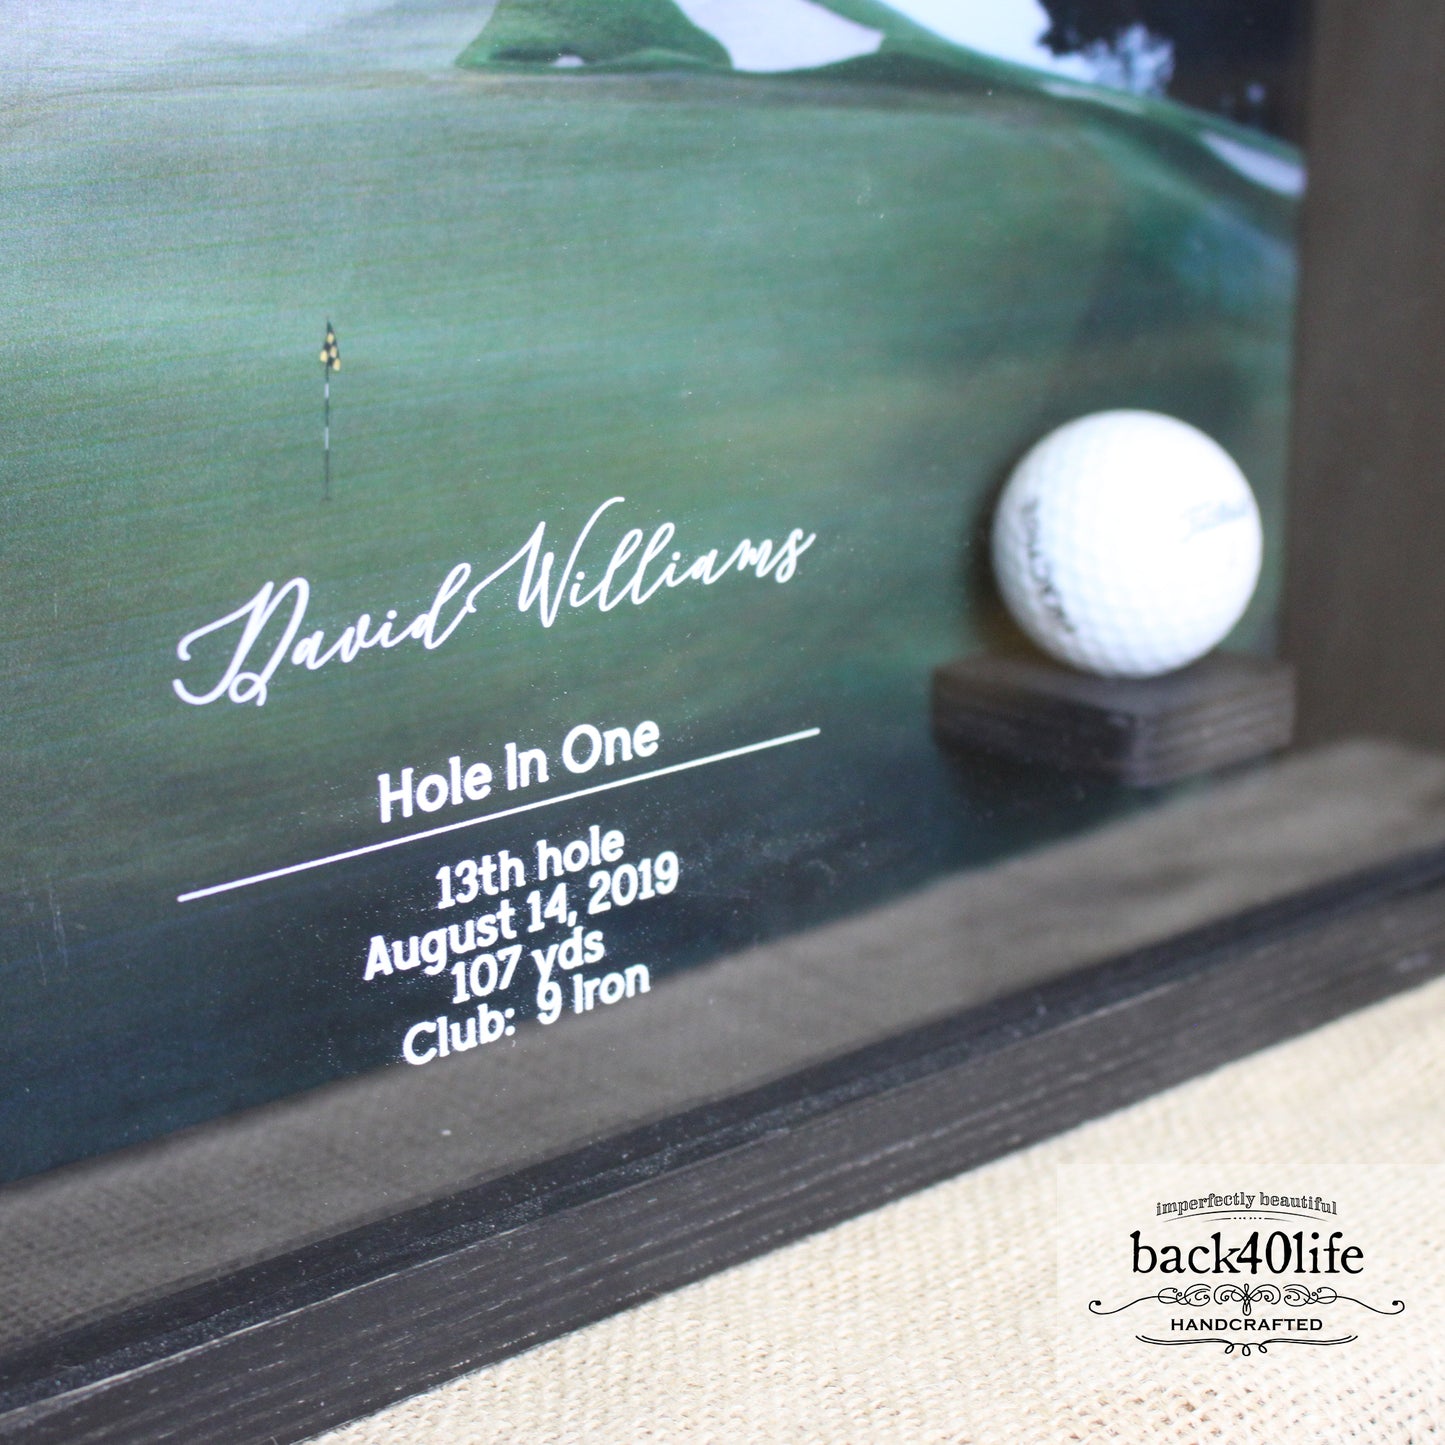 David Williams
Hole In One
13th hole
August 14, 2019
107 yds
Club: 9 Iron
Titleist
imperfectly beautiful
back40life
HANDCRAFTED